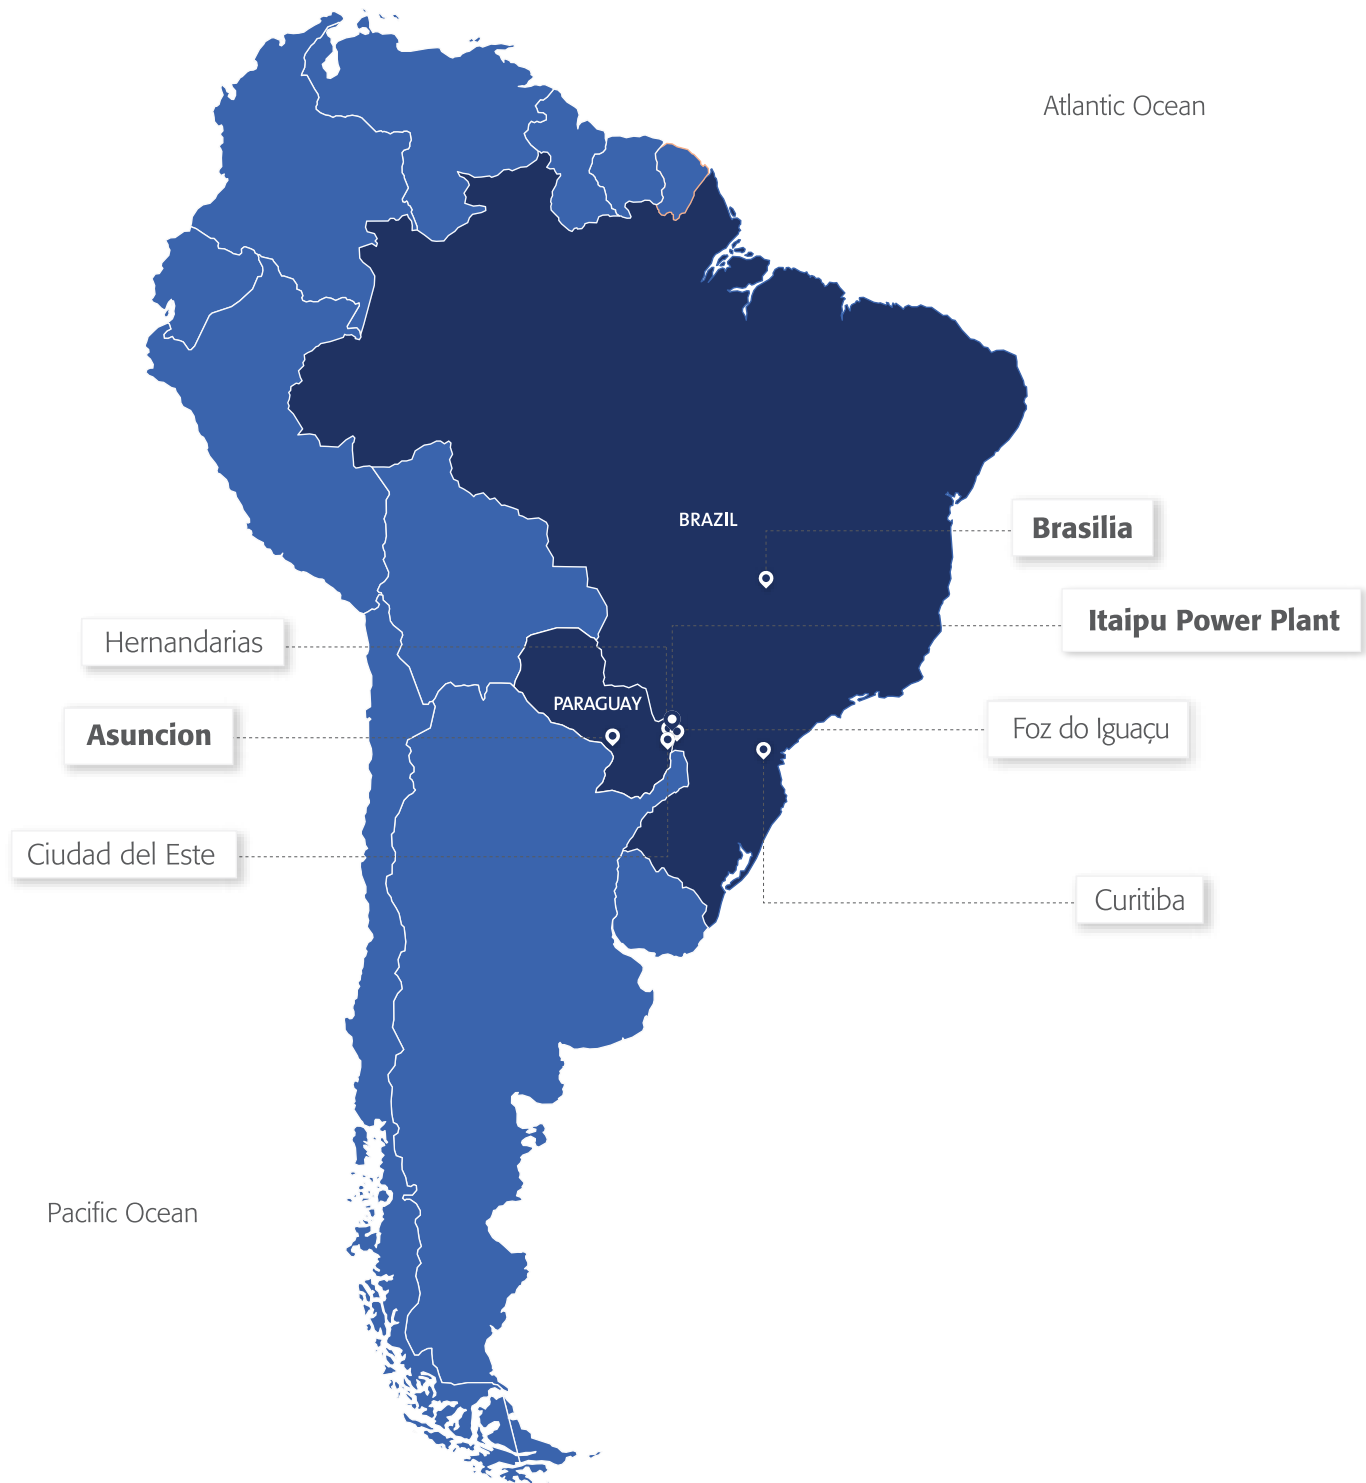 Atlantic Ocean
BRAZIL
Brasilia
Itaipu Power Plant
Hernandarias
PARAGUAY
Asuncion
Foz do Iguaçu
Ciudad del Este
Curitiba
Pacific Ocean